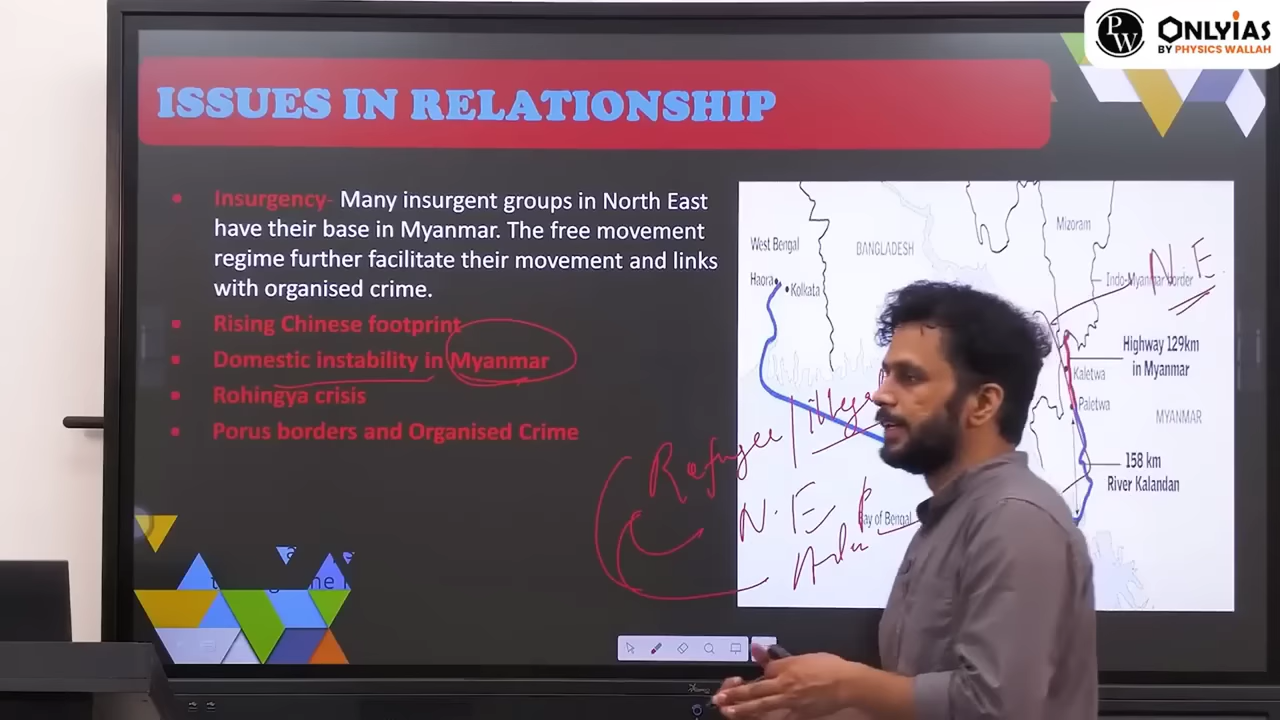 PW
ONLYIAS
BY PHYSICS WALLAH
ISSUES IN RELATIONSHIP
• Insurgency- Many insurgent groups in North East
have their base in Myanmar. The free movement
regime further facilitate their movement and links
with organised crime.
• Rising Chinese footprint
• Domestic instability in Myanmar
• Rohingya crisis
• Porus borders and Organised Crime
West Bengal
BANGLADESH
Mizoram
Haora
Kolkata
Indo-Myanmar border
N.E.
Highway 129km
in Myanmar
Kaletwa
Paletwa
MYANMAR
158 km
River Kalandan
Bay of Bengal
Refugee/
N.E